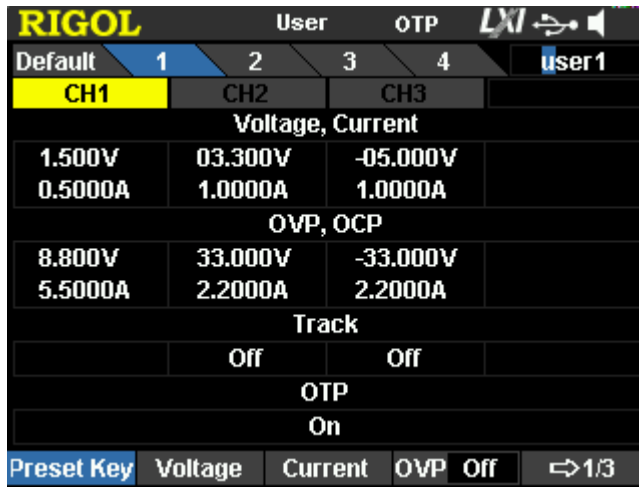 RIGOL User OTP LXI
Default 1 2 3 4 user1
CH1 CH2 CH3
Voltage, Current
1.500V 03.300V -05.000V
0.5000A 1.0000A 1.0000A
OVP, OCP
8.800V 33.000V -33.000V
5.5000A 2.2000A 2.2000A
Track
Off Off
OTP
On
Preset Key Voltage Current OVP Off ⇨1/3